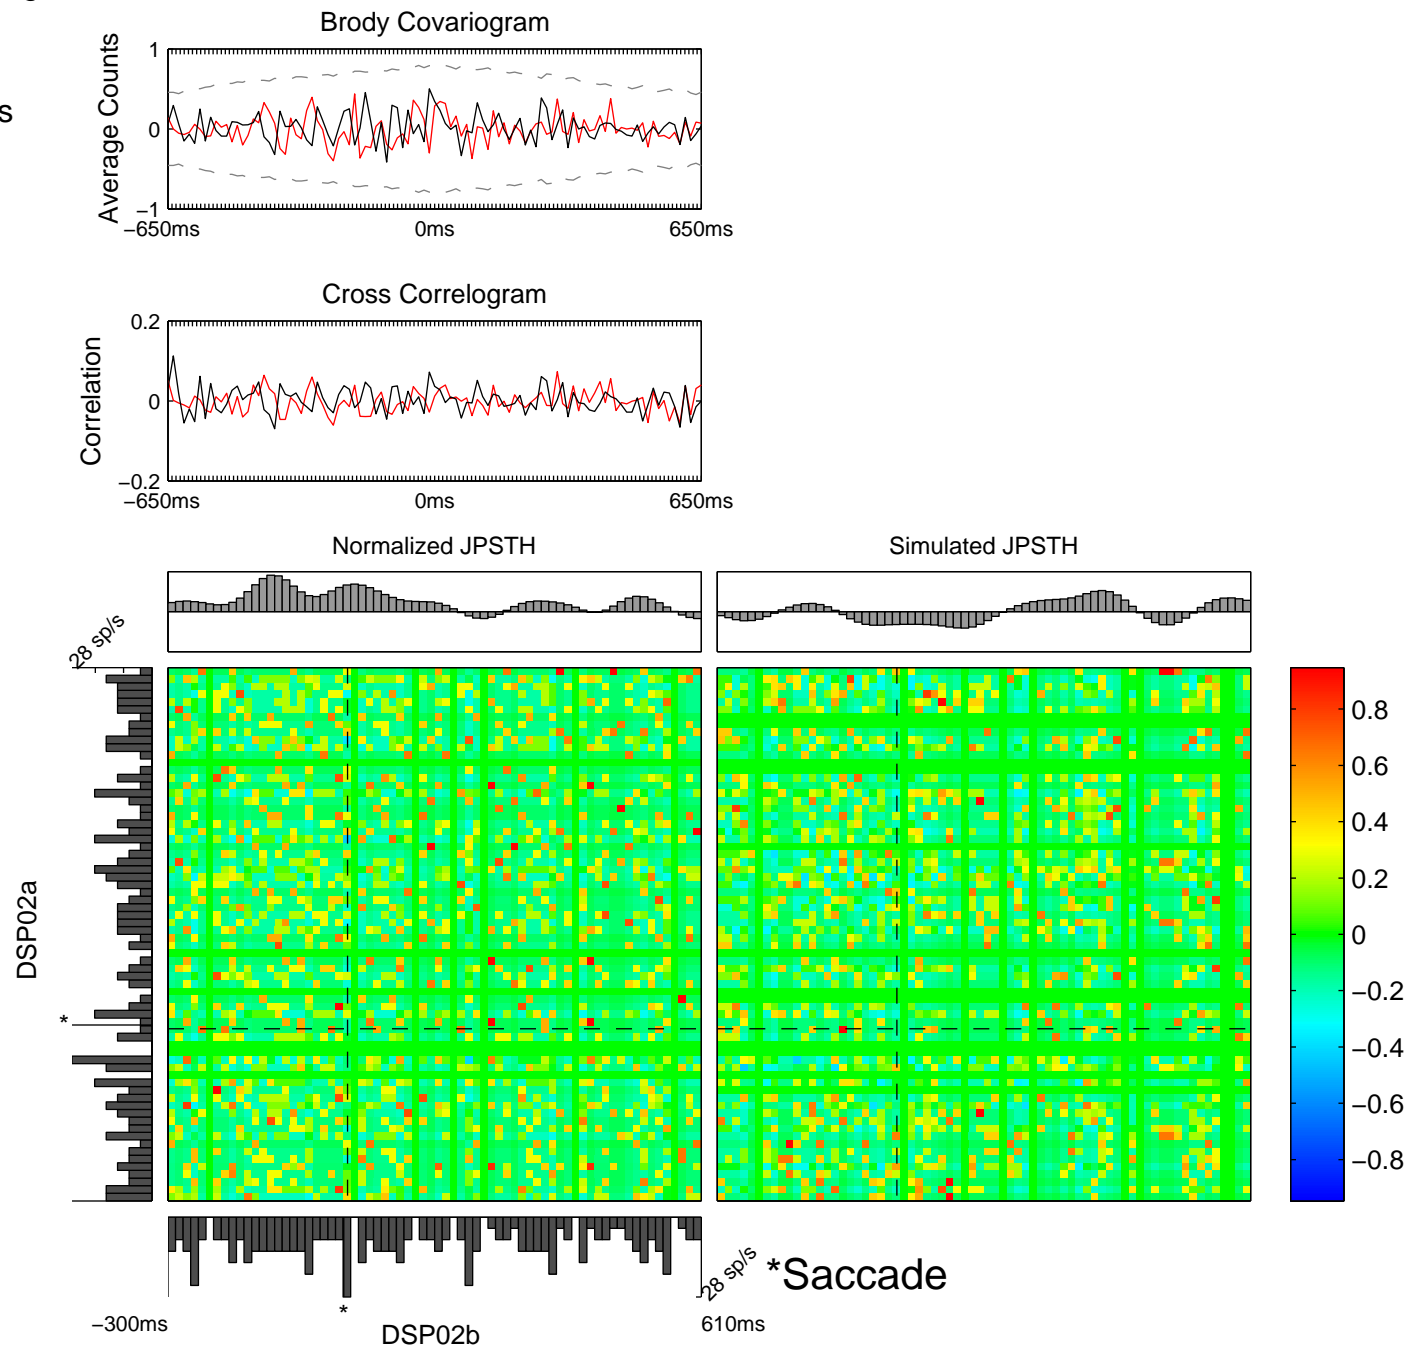 g
Brody Covariogram
Average Counts
1
0
−1
−650ms
0ms
650ms
s
Cross Correlogram
Correlation
0.2
0
−0.2
−650ms
0ms
650ms
Normalized JPSTH
Simulated JPSTH
28 sp/s
DSP02a
*
0.8
0.6
0.4
0.2
0
−0.2
−0.4
−0.6
−0.8
28 sp/s
*Saccade
*
−300ms
DSP02b
610ms